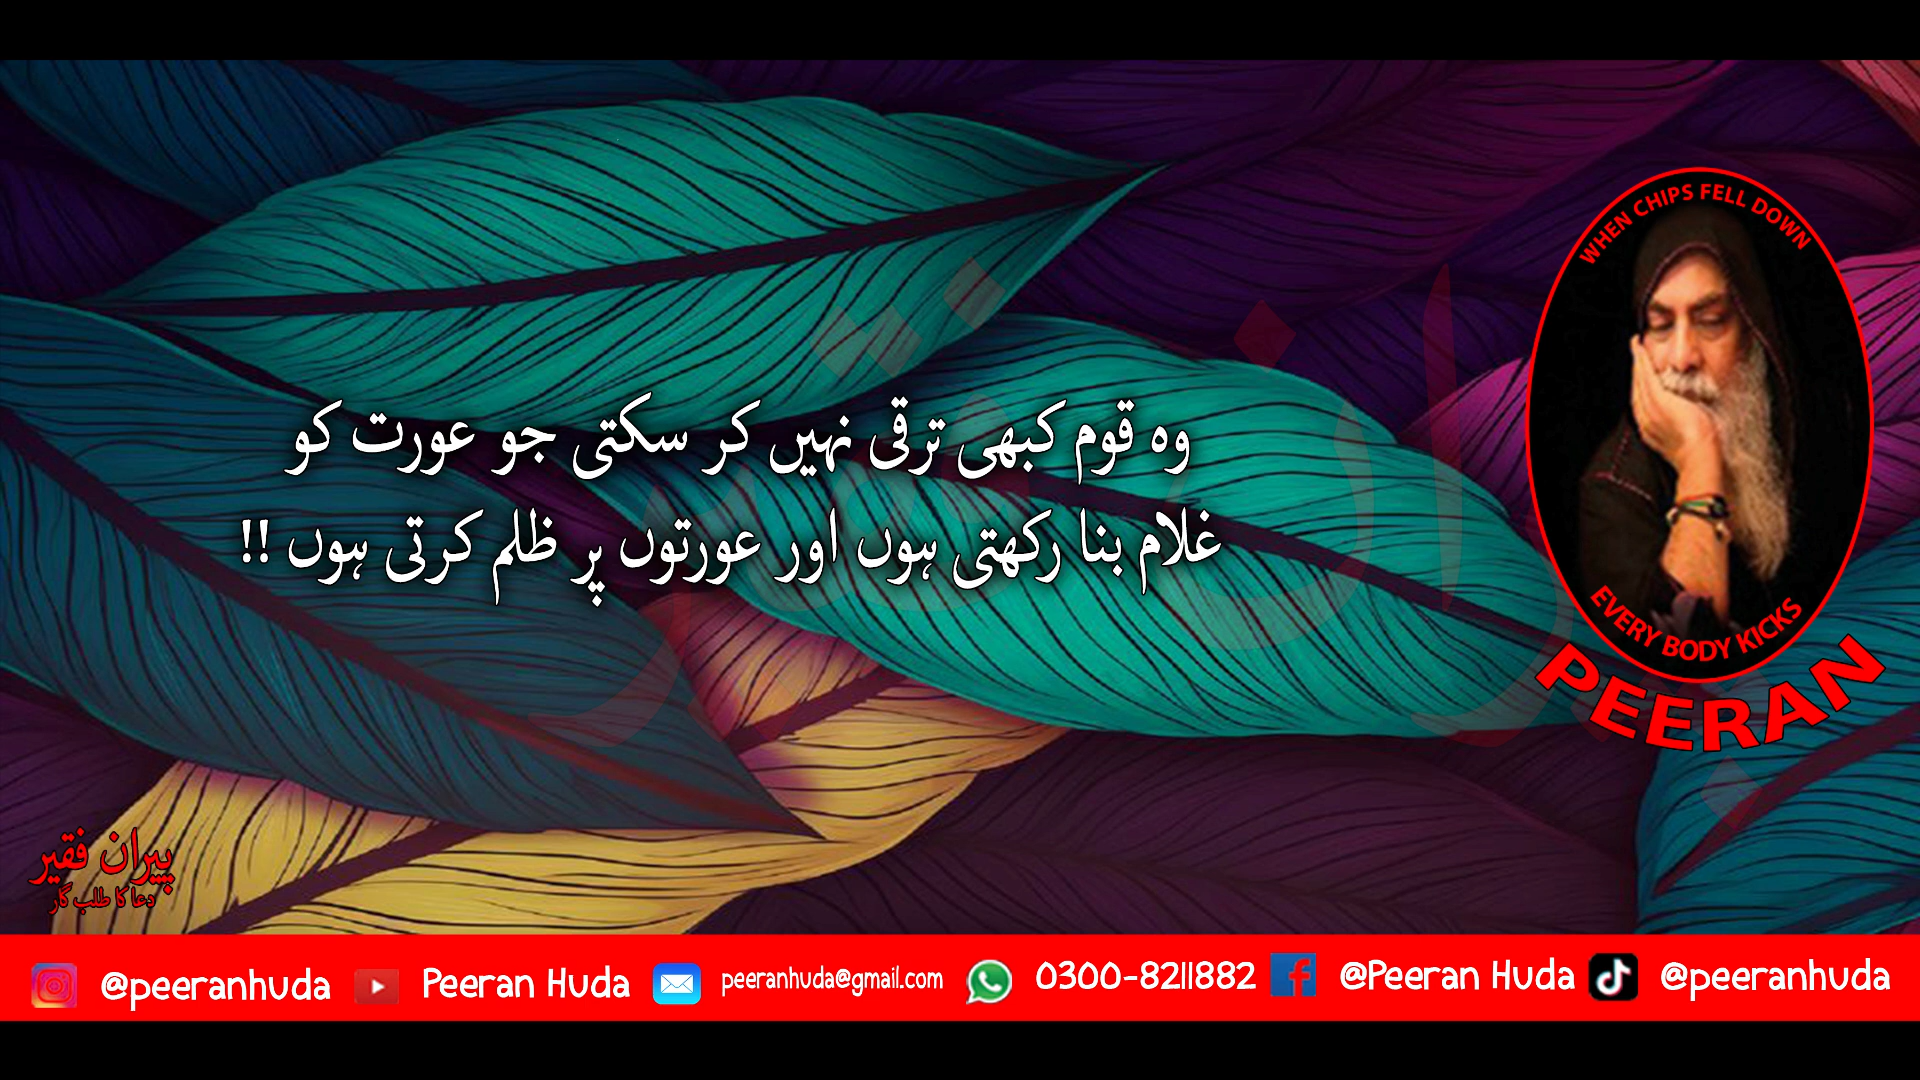 WHEN CHIPS FELL DOWN
وہ قوم کبھی ترقی نہیں کر سکتی جو عورت کو
غلام بنا رکھتی ہوں اور عورتوں پر ظلم کرتی ہوں !!
EVERY BODY KICKS
PEERAN
پیران فقیر
پیران فقیر
دعا کا طلب گار
@peeranhuda Peeran Huda peeranhuda@gmail.com 0300-8211882 @Peeran Huda @peeranhuda